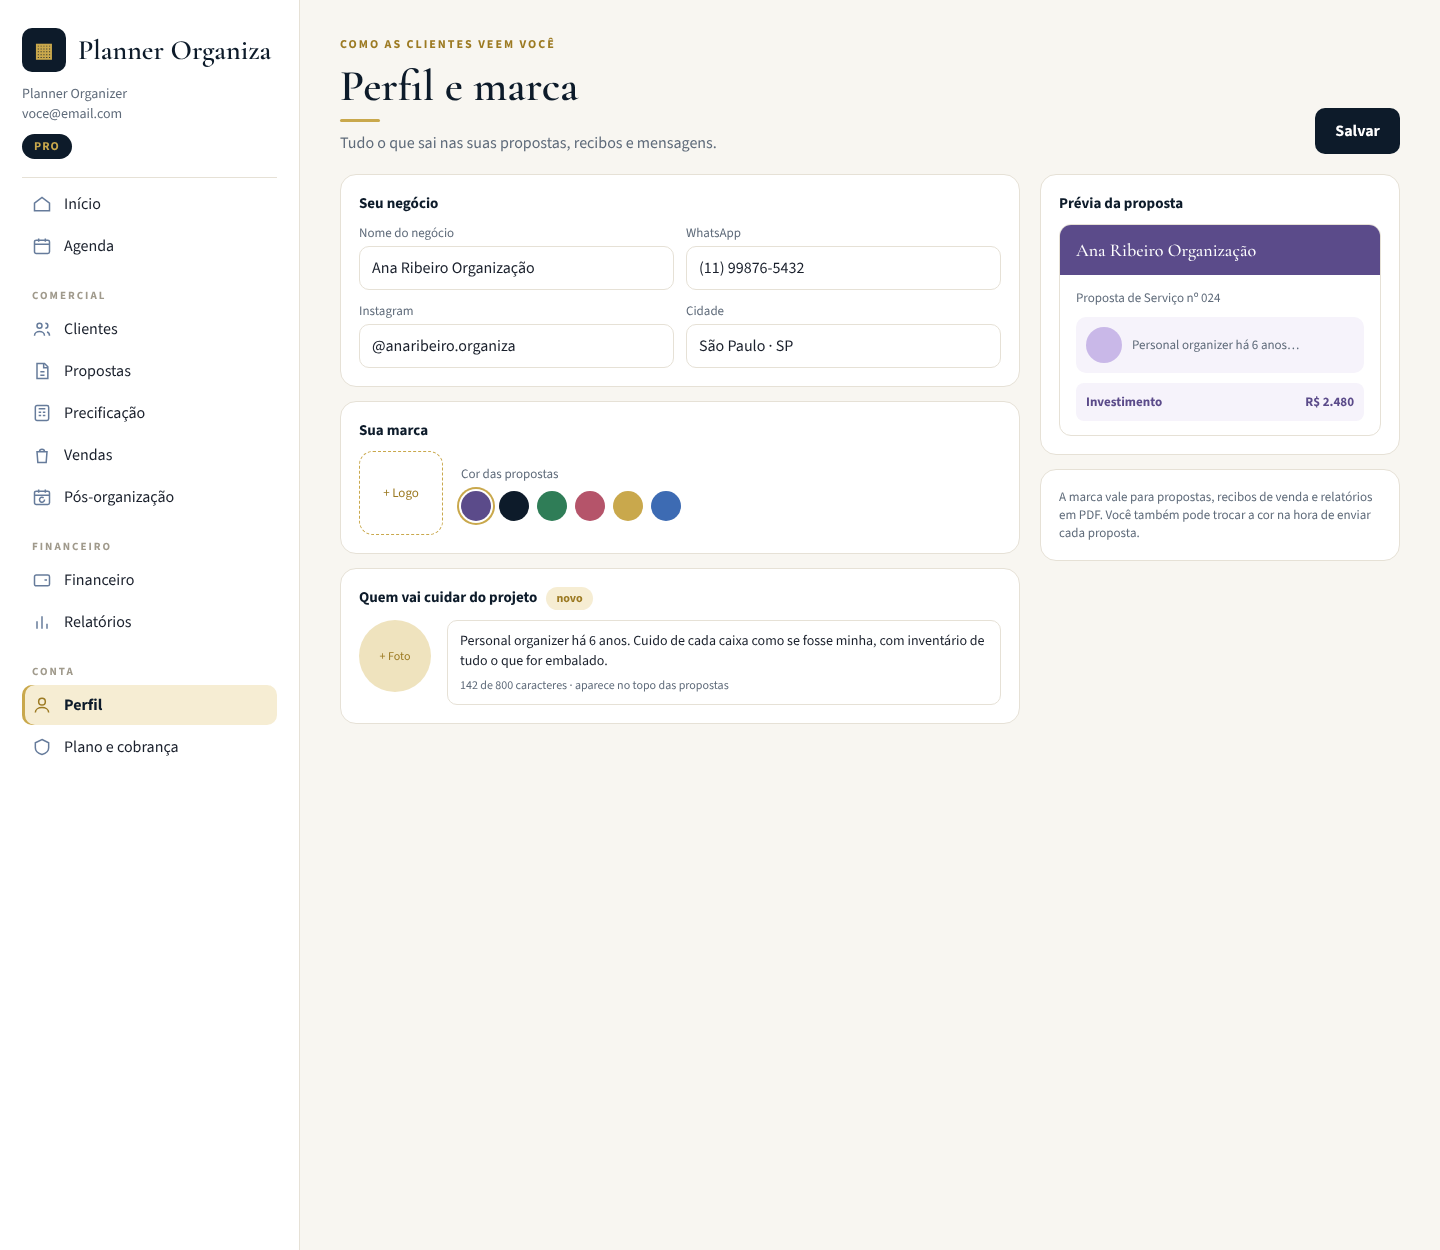 Planner Organiza
Planner Organizer
voce@email.com
PRO
Início
Agenda
COMERCIAL
Clientes
Propostas
Precificação
Vendas
Pós-organização
FINANCEIRO
Financeiro
Relatórios
CONTA
Perfil
Plano e cobrança
COMO AS CLIENTES VEEM VOCÊ
Perfil e marca
Tudo o que sai nas suas propostas, recibos e mensagens.
Salvar
Seu negócio
Nome do negócio
Ana Ribeiro Organização
WhatsApp
(11) 99876-5432
Instagram
@anaribeiro.organiza
Cidade
São Paulo · SP
Sua marca
+ Logo
Cor das propostas
Quem vai cuidar do projeto novo
+ Foto
Personal organizer há 6 anos. Cuido de cada caixa como se fosse minha, com inventário de
tudo o que for embalado.
142 de 800 caracteres · aparece no topo das propostas
Prévia da proposta
Ana Ribeiro Organização
Proposta de Serviço nº 024
Personal organizer há 6 anos…
Investimento R$ 2.480
A marca vale para propostas, recibos de venda e relatórios
em PDF. Você também pode trocar a cor na hora de enviar
cada proposta.